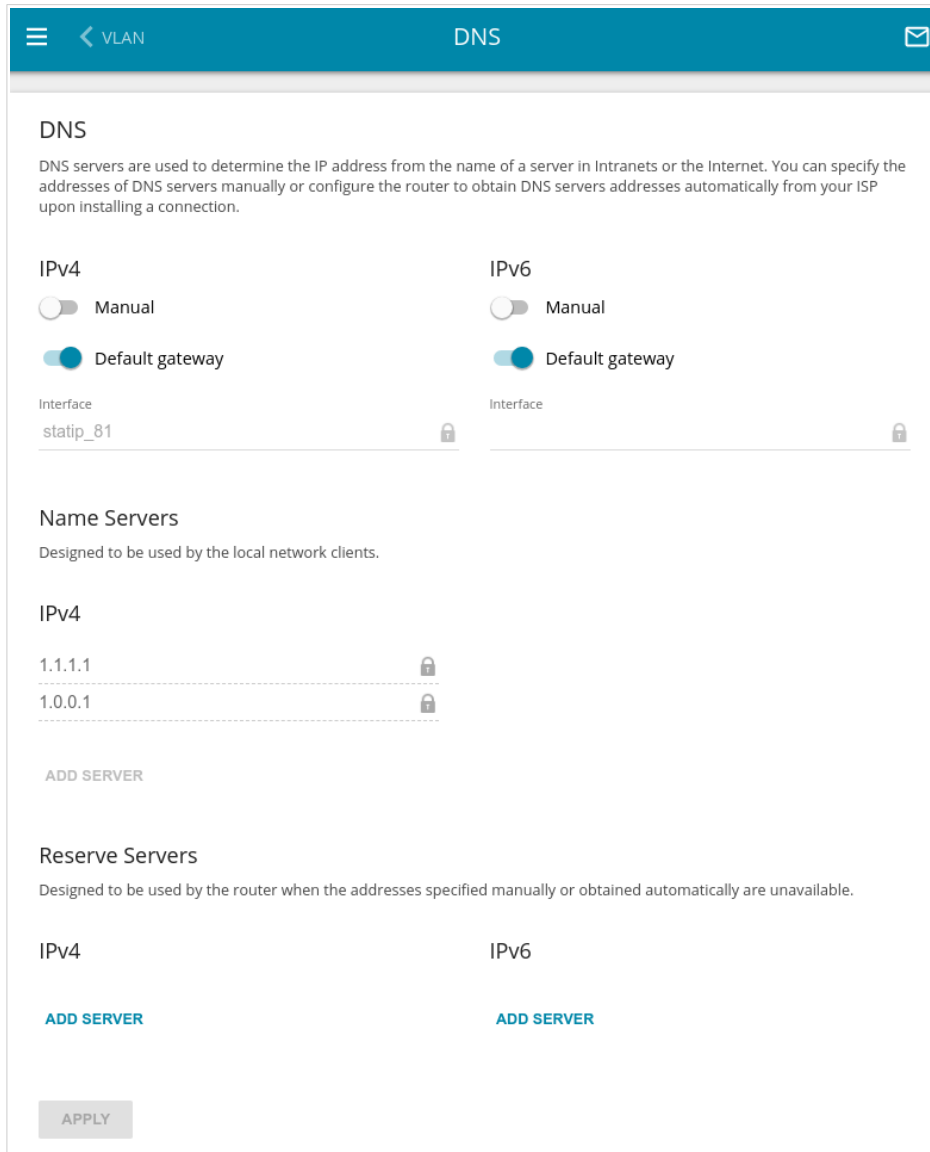 VLAN
DNS
DNS
DNS servers are used to determine the IP address from the name of a server in Intranets or the Internet. You can specify the
addresses of DNS servers manually or configure the router to obtain DNS servers addresses automatically from your ISP
upon installing a connection.
IPv4
IPv6
Manual
Manual
Default gateway
Default gateway
Interface
Interface
statip_81
Name Servers
Designed to be used by the local network clients.
IPv4
1.1.1.1
1.0.0.1
ADD SERVER
Reserve Servers
Designed to be used by the router when the addresses specified manually or obtained automatically are unavailable.
IPv4
IPv6
ADD SERVER
ADD SERVER
APPLY